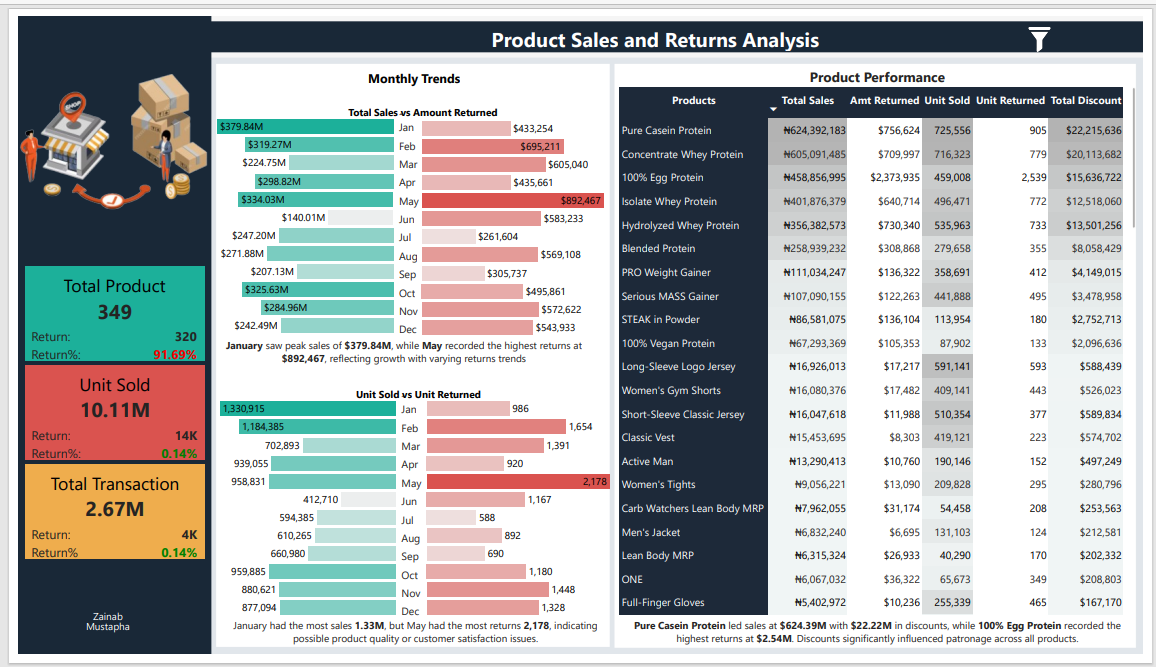 Product Sales and Returns Analysis
SHOP
Total Product
349
Return: 320
Return%: 91.69%
Unit Sold
10.11M
Return: 14K
Return%: 0.14%
Total Transaction
2.67M
Return: 4K
Return% 0.14%
Zainab
Mustapha
Monthly Trends
Total Sales vs Amount Returned
$379.84M Jan $433,254
$319.27M Feb $695,211
$224.75M Mar $605,040
$298.82M Apr $435,661
$334.03M May $892,467
$140.01M Jun $583,233
$247.20M Jul $261,604
$271.88M Aug $569,108
$207.13M Sep $305,737
$325.63M Oct $495,861
$284.96M Nov $572,622
$242.49M Dec $543,933
January saw peak sales of $379.84M, while May recorded the highest returns at
$892,467, reflecting growth with varying returns trends
Unit Sold vs Unit Returned
1,330,915 Jan 986
1,184,385 Feb 1,654
702,893 Mar 1,391
939,055 Apr 920
958,831 May 2,178
412,710 Jun 1,167
594,385 Jul 588
610,265 Aug 892
660,980 Sep 690
959,885 Oct 1,180
880,621 Nov 1,448
877,094 Dec 1,328
January had the most sales 1.33M, but May had the most returns 2,178, indicating
possible product quality or customer satisfaction issues.
Product Performance
Products Total Sales Amt Returned Unit Sold Unit Returned Total Discount
Pure Casein Protein ₦624,392,183 $756,624 725,556 905 $22,215,636
Concentrate Whey Protein ₦605,091,485 $709,997 716,323 779 $20,113,682
100% Egg Protein ₦458,856,995 $2,373,935 459,008 2,539 $15,636,722
Isolate Whey Protein ₦401,876,379 $640,714 496,471 772 $12,518,060
Hydrolyzed Whey Protein ₦356,382,573 $730,340 535,963 733 $13,501,256
Blended Protein ₦258,939,232 $308,868 279,658 355 $8,058,429
PRO Weight Gainer ₦111,034,247 $136,322 358,691 412 $4,149,015
Serious MASS Gainer ₦107,090,155 $122,263 441,888 495 $3,478,958
STEAK in Powder ₦86,581,075 $136,104 113,954 180 $2,752,713
100% Vegan Protein ₦67,293,369 $105,353 87,902 133 $2,096,636
Long-Sleeve Logo Jersey ₦16,926,013 $17,217 591,141 593 $588,439
Women's Gym Shorts ₦16,080,376 $17,482 409,141 443 $526,023
Short-Sleeve Classic Jersey ₦16,047,618 $11,988 510,354 377 $589,834
Classic Vest ₦15,453,695 $8,303 419,121 223 $574,702
Active Man ₦13,290,413 $10,760 190,146 152 $497,249
Women's Tights ₦9,056,221 $13,090 209,828 295 $280,796
Carb Watchers Lean Body MRP ₦7,962,055 $31,174 54,458 208 $253,563
Men's Jacket ₦6,832,240 $6,695 131,103 124 $212,581
Lean Body MRP ₦6,315,324 $26,933 40,290 170 $202,332
ONE ₦6,067,032 $36,322 65,673 349 $208,803
Full-Finger Gloves ₦5,402,972 $10,236 255,339 465 $167,170
Pure Casein Protein led sales at $624.39M with $22.22M in discounts, while 100% Egg Protein recorded the
highest returns at $2.54M. Discounts significantly influenced patronage across all products.